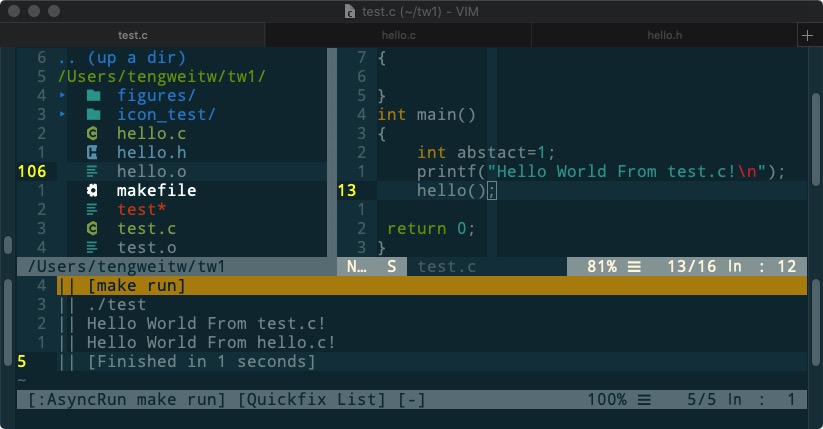 test.c (~/tw1) - VIM
test.c hello.c hello.h +
6 .. (up a dir)
5 /Users/tengweitw/tw1/
4 ▸ figures/
3 ▸ icon_test/
2 hello.c
1 hello.h
106 hello.o
1 makefile
2 test*
3 test.c
4 test.o
/Users/tengweitw/tw1
7 {
6
5 }
4 int main()
3 {
2 int abstact=1;
1 printf("Hello World From test.c!\n");
13 hello();
1
2 return 0;
3 }
N… S test.c 81% ☰ 13/16 ln : 12
4 || [make run]
3 || ./test
2 || Hello World From test.c!
1 || Hello World From hello.c!
5 || [Finished in 1 seconds]
~
[:AsyncRun make run] [Quickfix List] [-] 100% ☰ 5/5 ln : 1